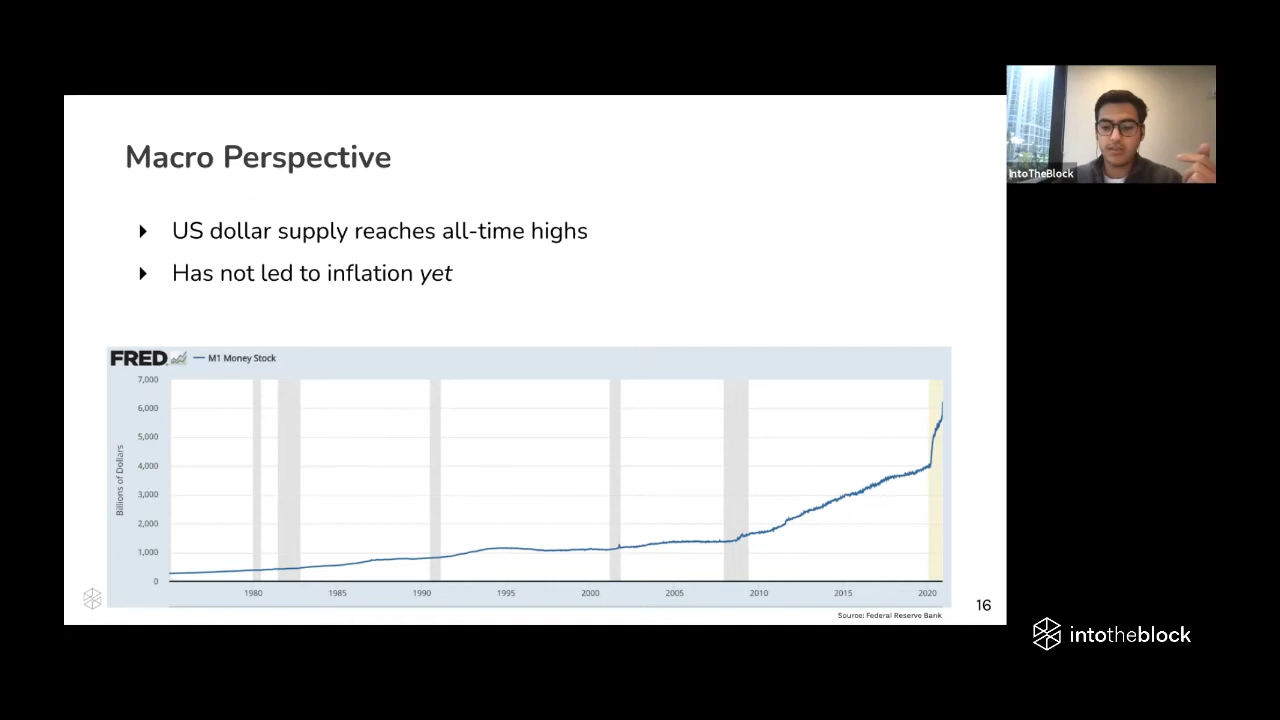 Macro Perspective
US dollar supply reaches all-time highs
Has not led to inflation yet
FRED M1 Money Stock
7,000
6,000
5,000
4,000
3,000
2,000
1,000
0
Billions of Dollars
1980 1985 1990 1995 2000 2005 2010 2015 2020
Source: Federal Reserve Bank
16
IntoTheBlock
intotheblock